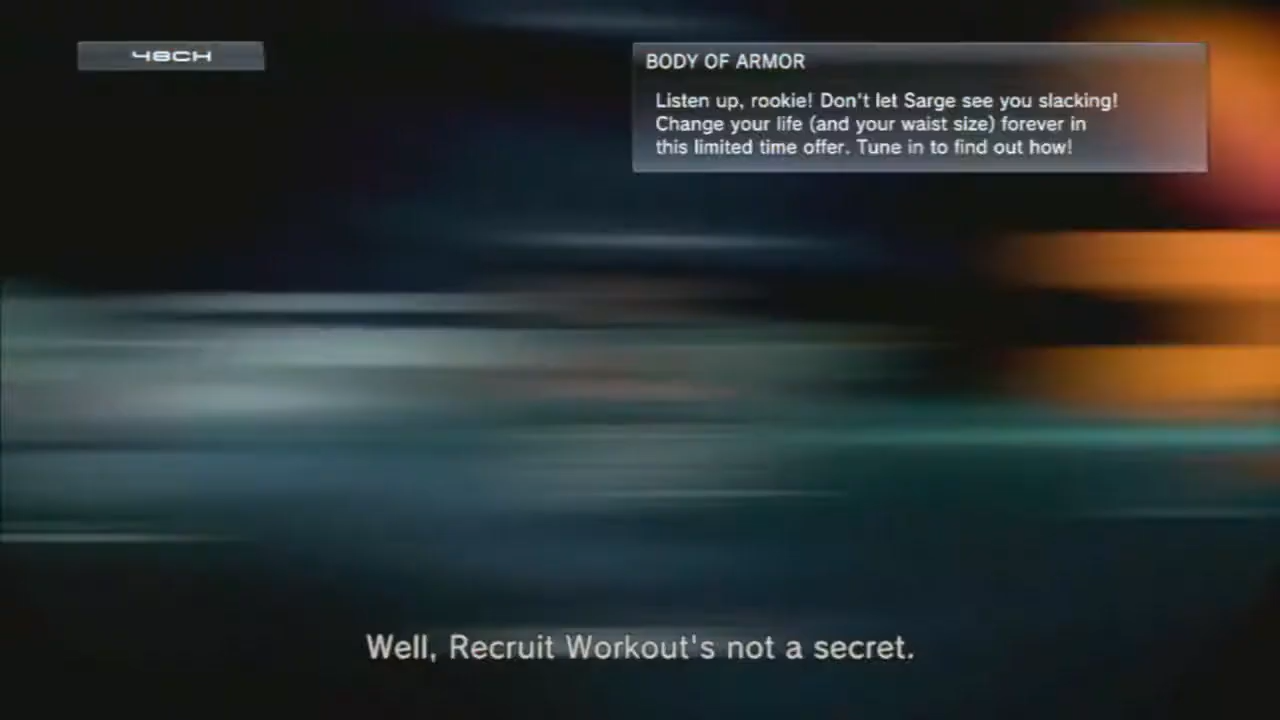 48CH
BODY OF ARMOR
Listen up, rookie! Don't let Sarge see you slacking!
Change your life (and your waist size) forever in
this limited time offer. Tune in to find out how!
Well, Recruit Workout's not a secret.